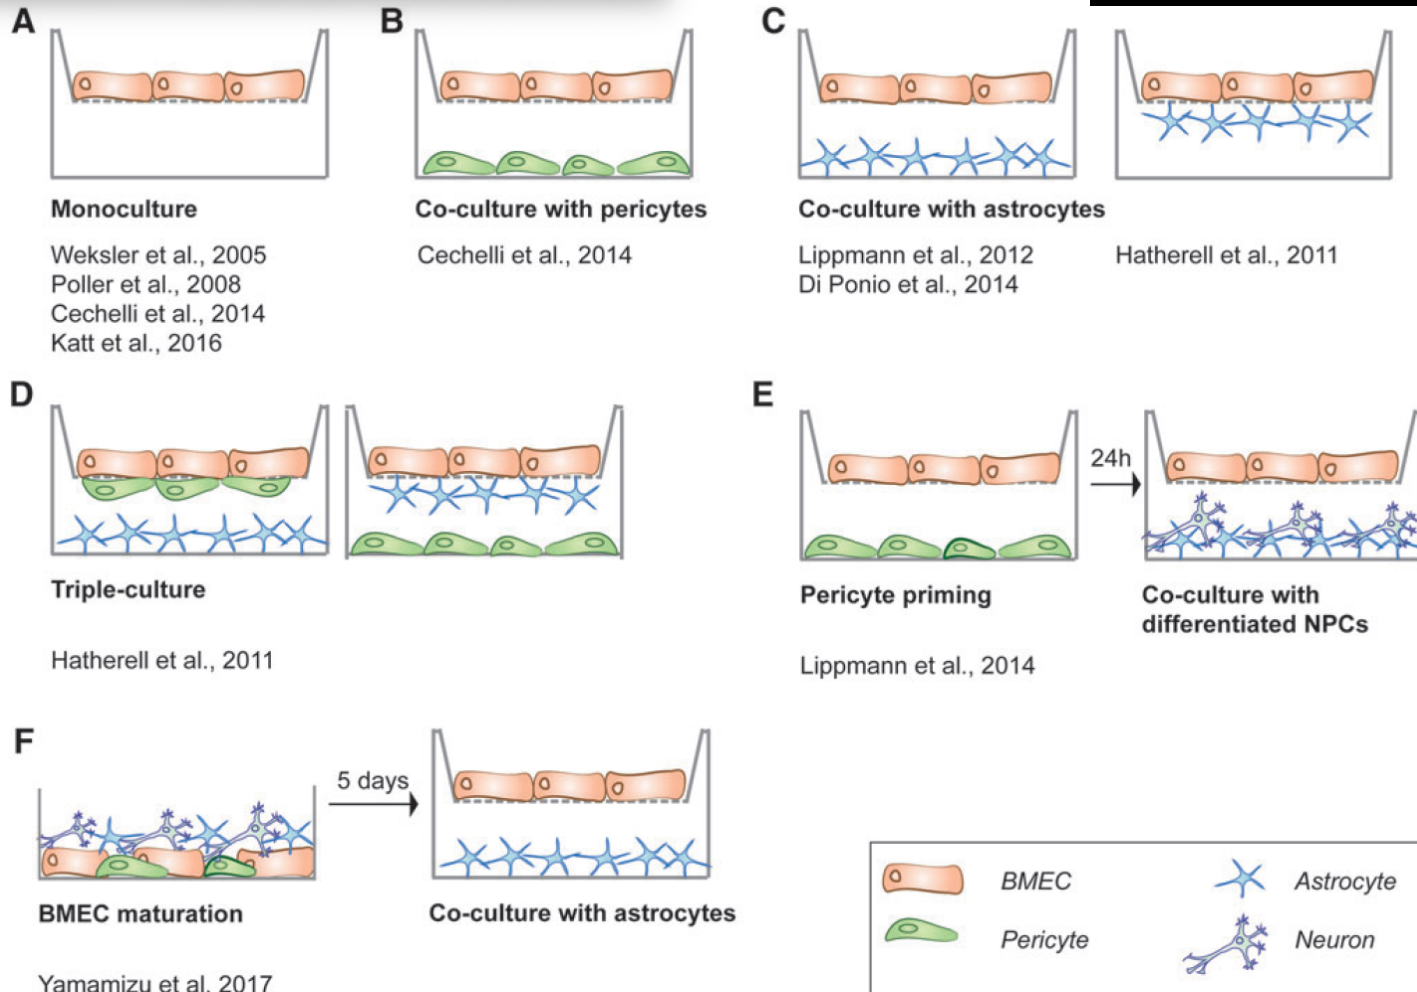 A
B
C
Monoculture
Co-culture with pericytes
Co-culture with astrocytes
Weksler et al., 2005
Poller et al., 2008
Cechelli et al., 2014
Katt et al., 2016
Cechelli et al., 2014
Lippmann et al., 2012
Di Ponio et al., 2014
Hatherell et al., 2011
D
E
24h
Triple-culture
Hatherell et al., 2011
Pericyte priming
Co-culture with
differentiated NPCs
Lippmann et al., 2014
F
5 days
BMEC maturation
Co-culture with astrocytes
Yamamizu et al. 2017
BMEC
Astrocyte
Pericyte
Neuron